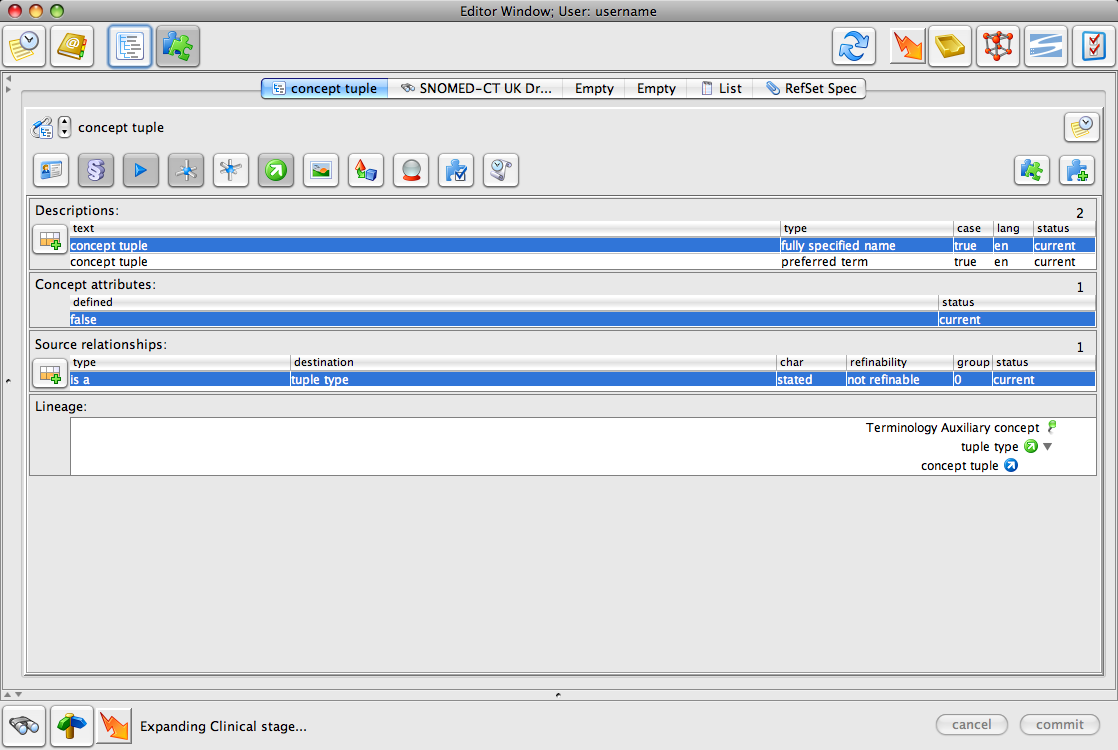 Editor Window; User: username
concept tuple SNOMED-CT UK Dr... Empty Empty List RefSet Spec
concept tuple
Descriptions: 2
text type case lang status
concept tuple fully specified name true en current
concept tuple preferred term true en current
Concept attributes: 1
defined status
false current
Source relationships: 1
type destination char refinability group status
is a tuple type stated not refinable 0 current
Lineage:
Terminology Auxiliary concept
tuple type
concept tuple
Expanding Clinical stage... cancel commit